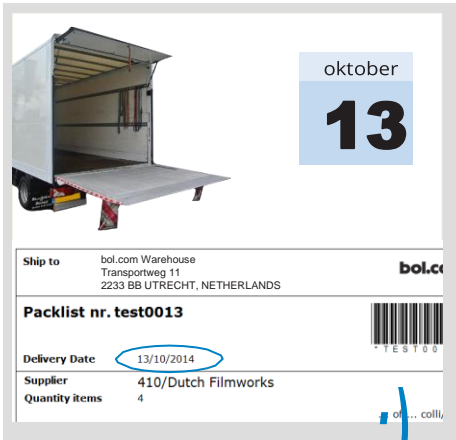 oktober
13
Ship to bol.com Warehouse
Transportweg 11
2233 BB UTRECHT, NETHERLANDS
bol.co
Packlist nr. test0013
*TEST00
Delivery Date 13/10/2014
Supplier 410/Dutch Filmworks
Quantity items 4
... of ... colli/